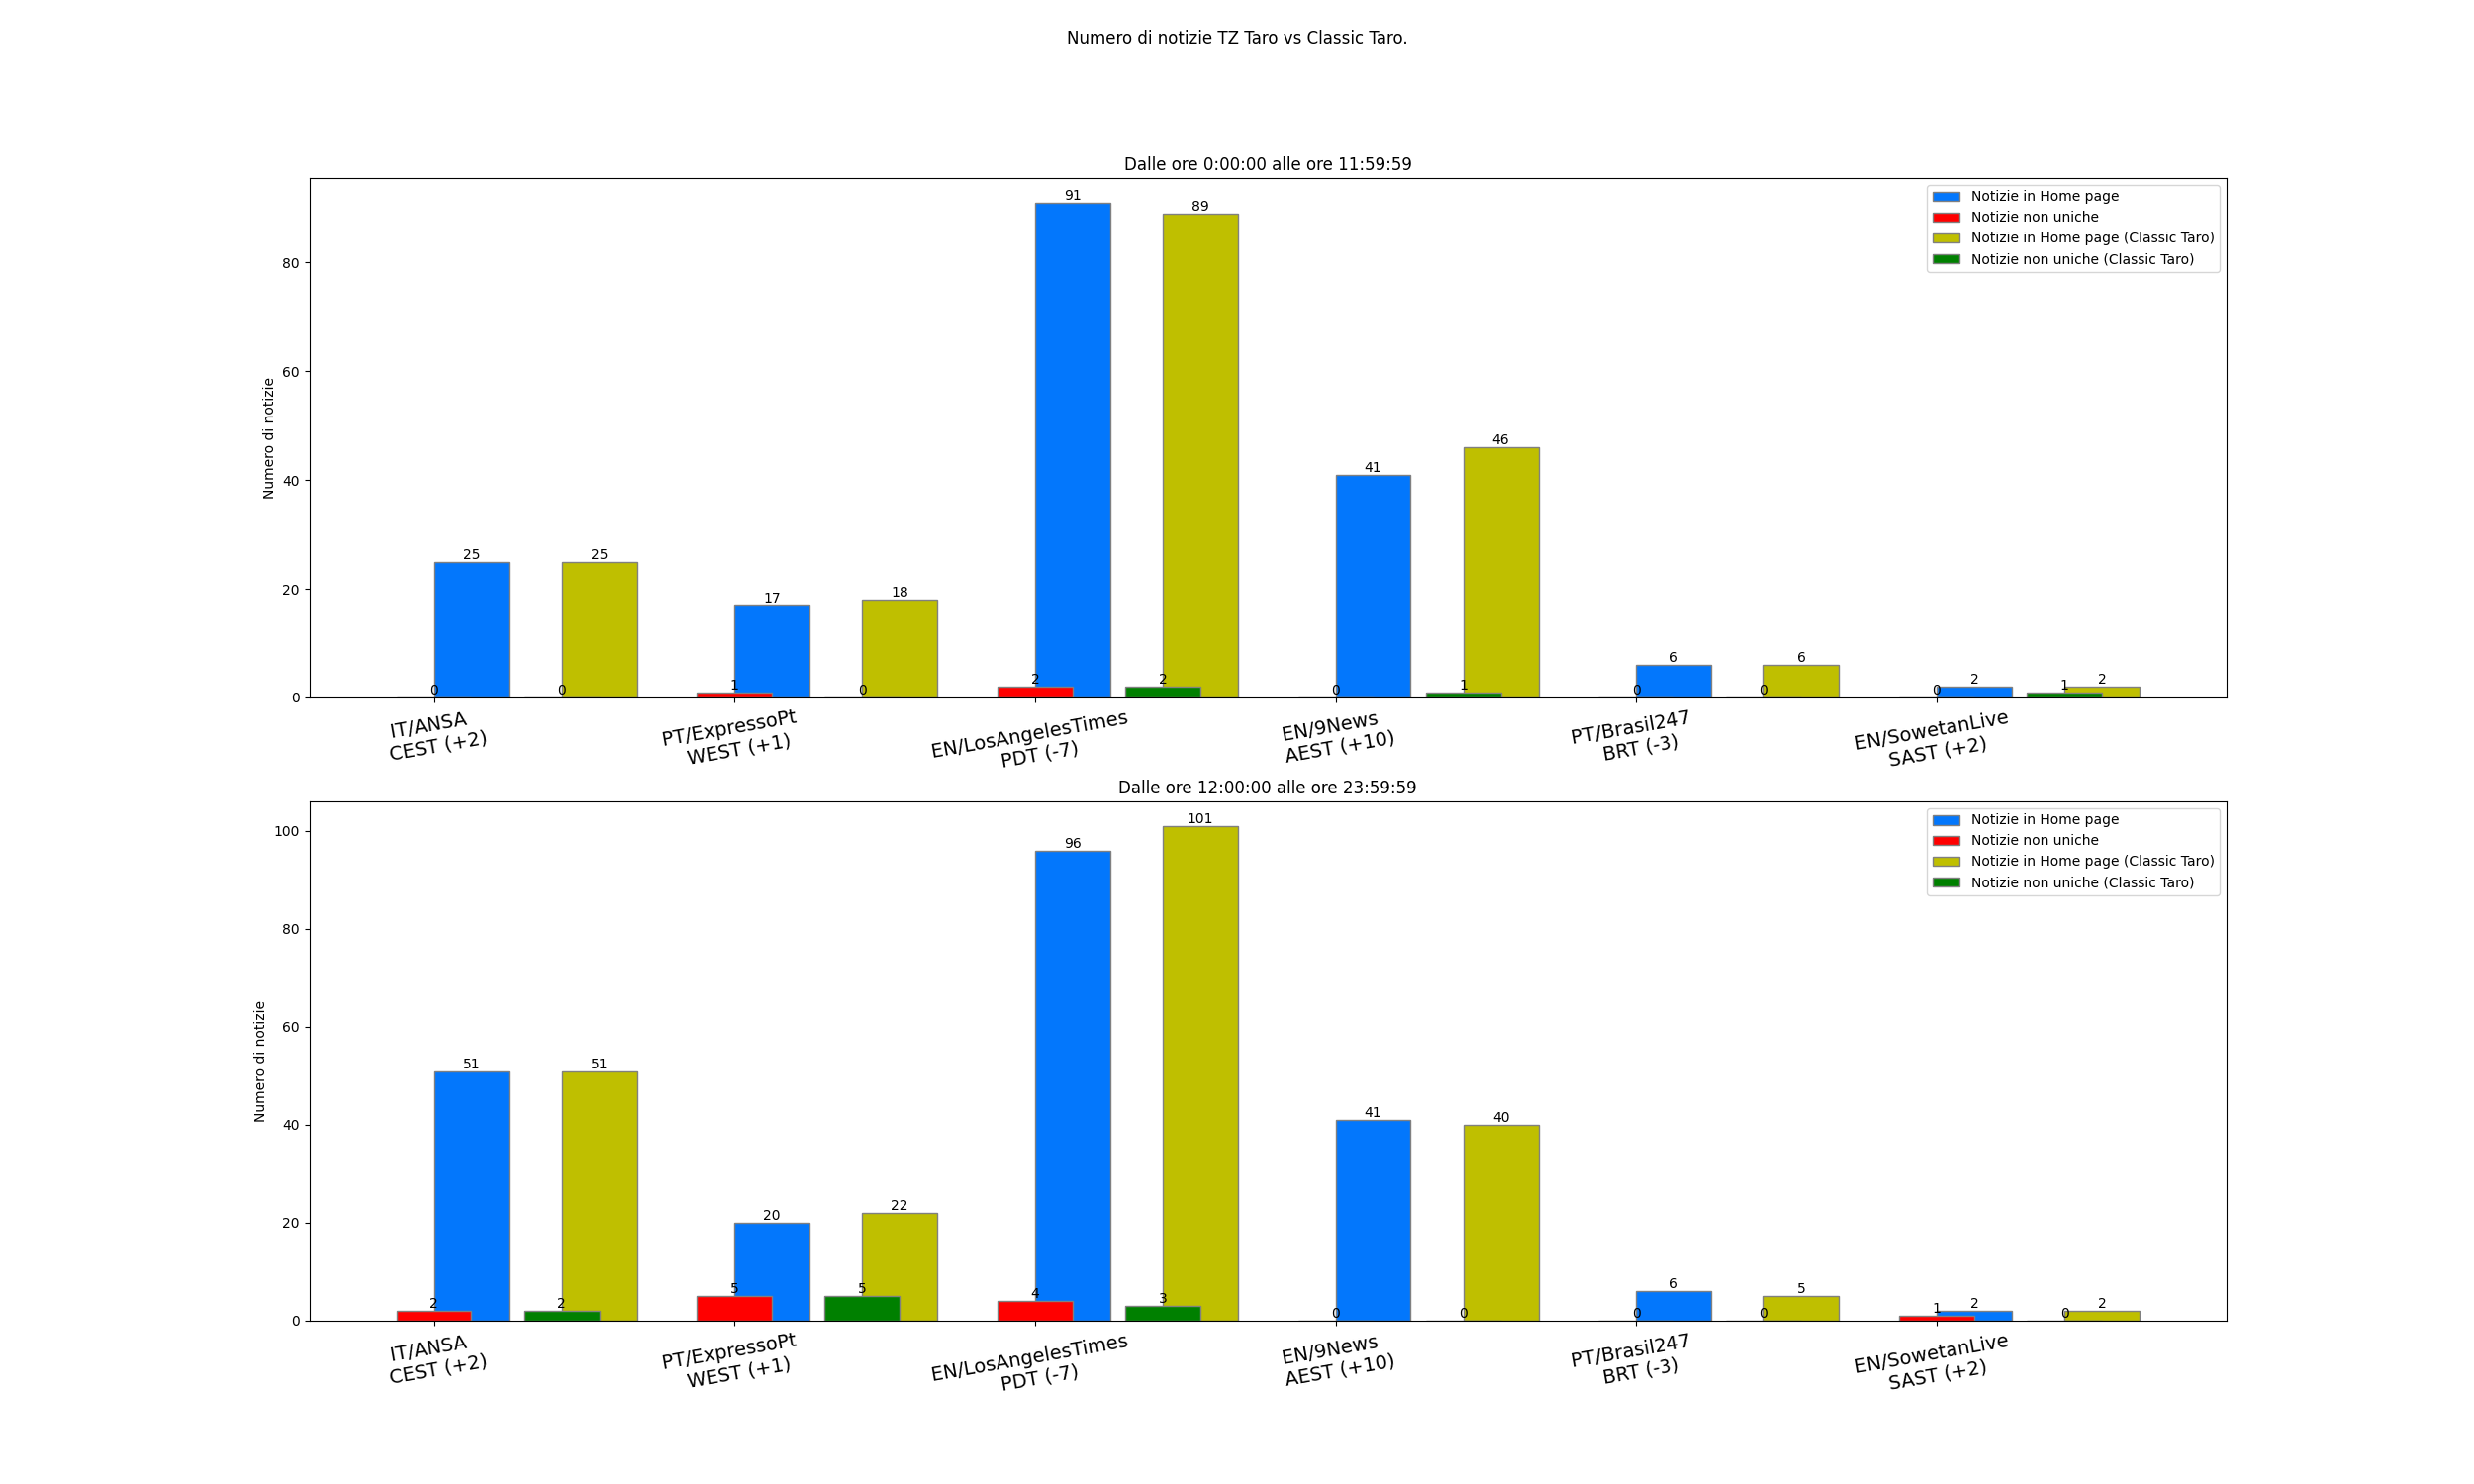 Numero di notizie TZ Taro vs Classic Taro.
Dalle ore 0:00:00 alle ore 11:59:59
Numero di notizie
80
60
40
20
0
Notizie in Home page
Notizie non uniche
Notizie in Home page (Classic Taro)
Notizie non uniche (Classic Taro)
0 25 0 25 1 17 0 18 2 91 2 89 0 41 1 46 0 6 0 6 0 2 1 2
IT/ANSA
CEST (+2)
PT/ExpressoPt
WEST (+1)
EN/LosAngelesTimes
PDT (-7)
EN/9News
AEST (+10)
PT/Brasil247
BRT (-3)
EN/SowetanLive
SAST (+2)
Dalle ore 12:00:00 alle ore 23:59:59
Numero di notizie
100
80
60
40
20
0
Notizie in Home page
Notizie non uniche
Notizie in Home page (Classic Taro)
Notizie non uniche (Classic Taro)
2 51 2 51 5 20 5 22 4 96 3 101 0 41 0 40 0 6 0 5 1 2 0 2
IT/ANSA
CEST (+2)
PT/ExpressoPt
WEST (+1)
EN/LosAngelesTimes
PDT (-7)
EN/9News
AEST (+10)
PT/Brasil247
BRT (-3)
EN/SowetanLive
SAST (+2)